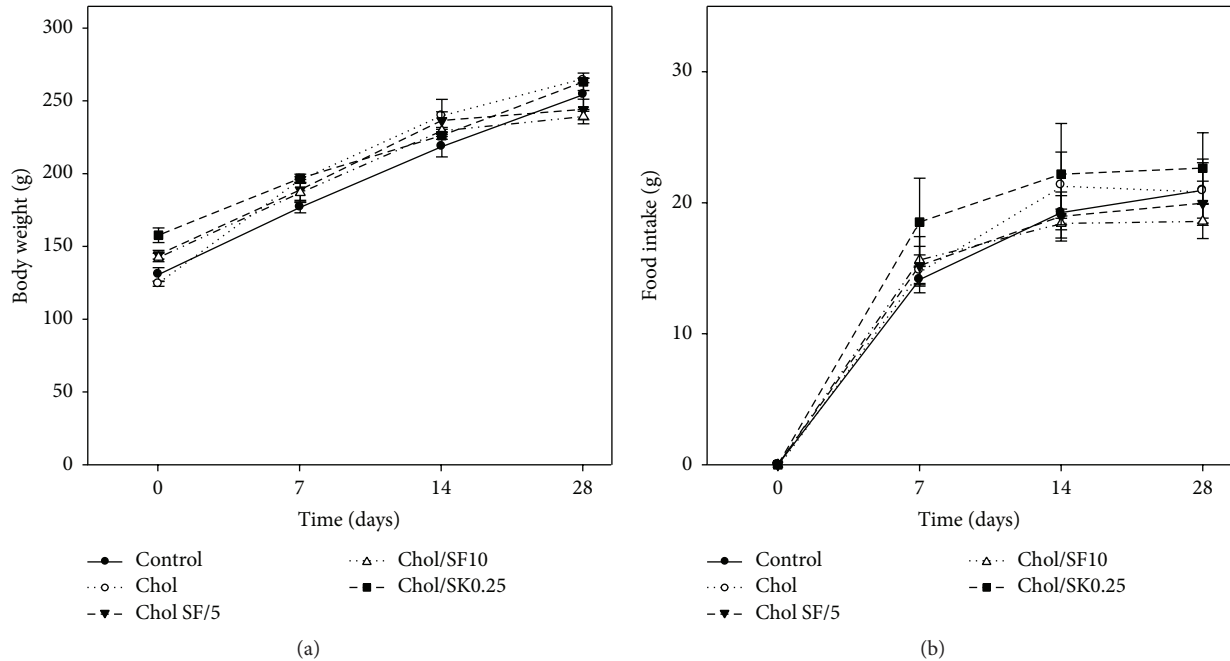 300
250
200
150
100
50
0
Body weight (g)
0 7 14 28
Time (days)
Control
Chol
Chol SF/5
Chol/SF10
Chol/SK0.25
(a)
30
20
10
0
Food intake (g)
0 7 14 28
Time (days)
Control
Chol
Chol SF/5
Chol/SF10
Chol/SK0.25
(b)